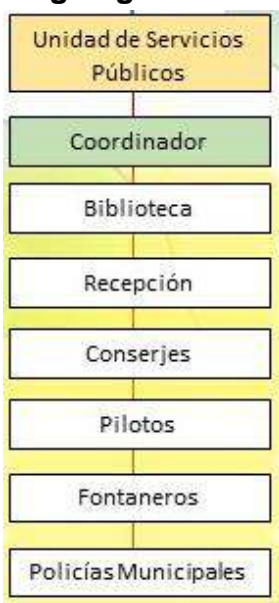 Unidad de Servicios
Públicos
Coordinador
Biblioteca
Recepción
Conserjes
Pilotos
Fontaneros
Policías Municipales